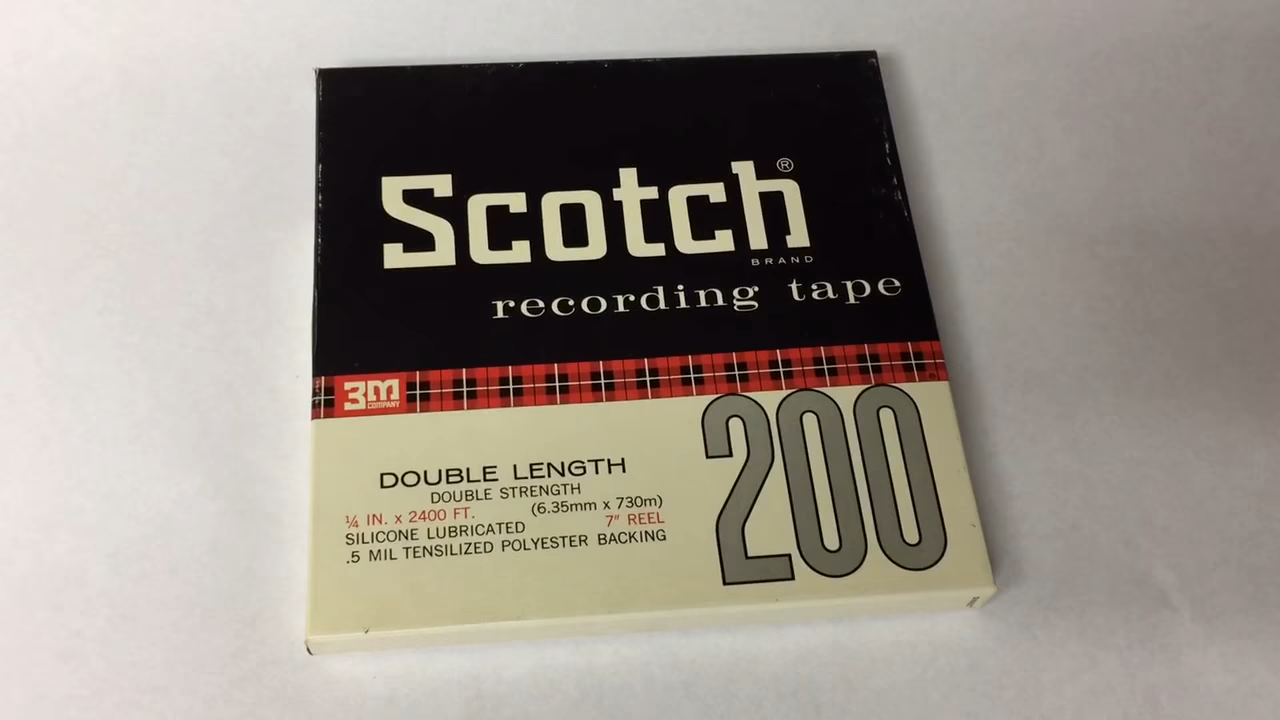 Scotch®
BRAND
recording tape
3M
COMPANY
200
DOUBLE LENGTH
DOUBLE STRENGTH
¼ IN. x 2400 FT. (6.35mm x 730m)
SILICONE LUBRICATED 7" REEL
.5 MIL TENSILIZED POLYESTER BACKING